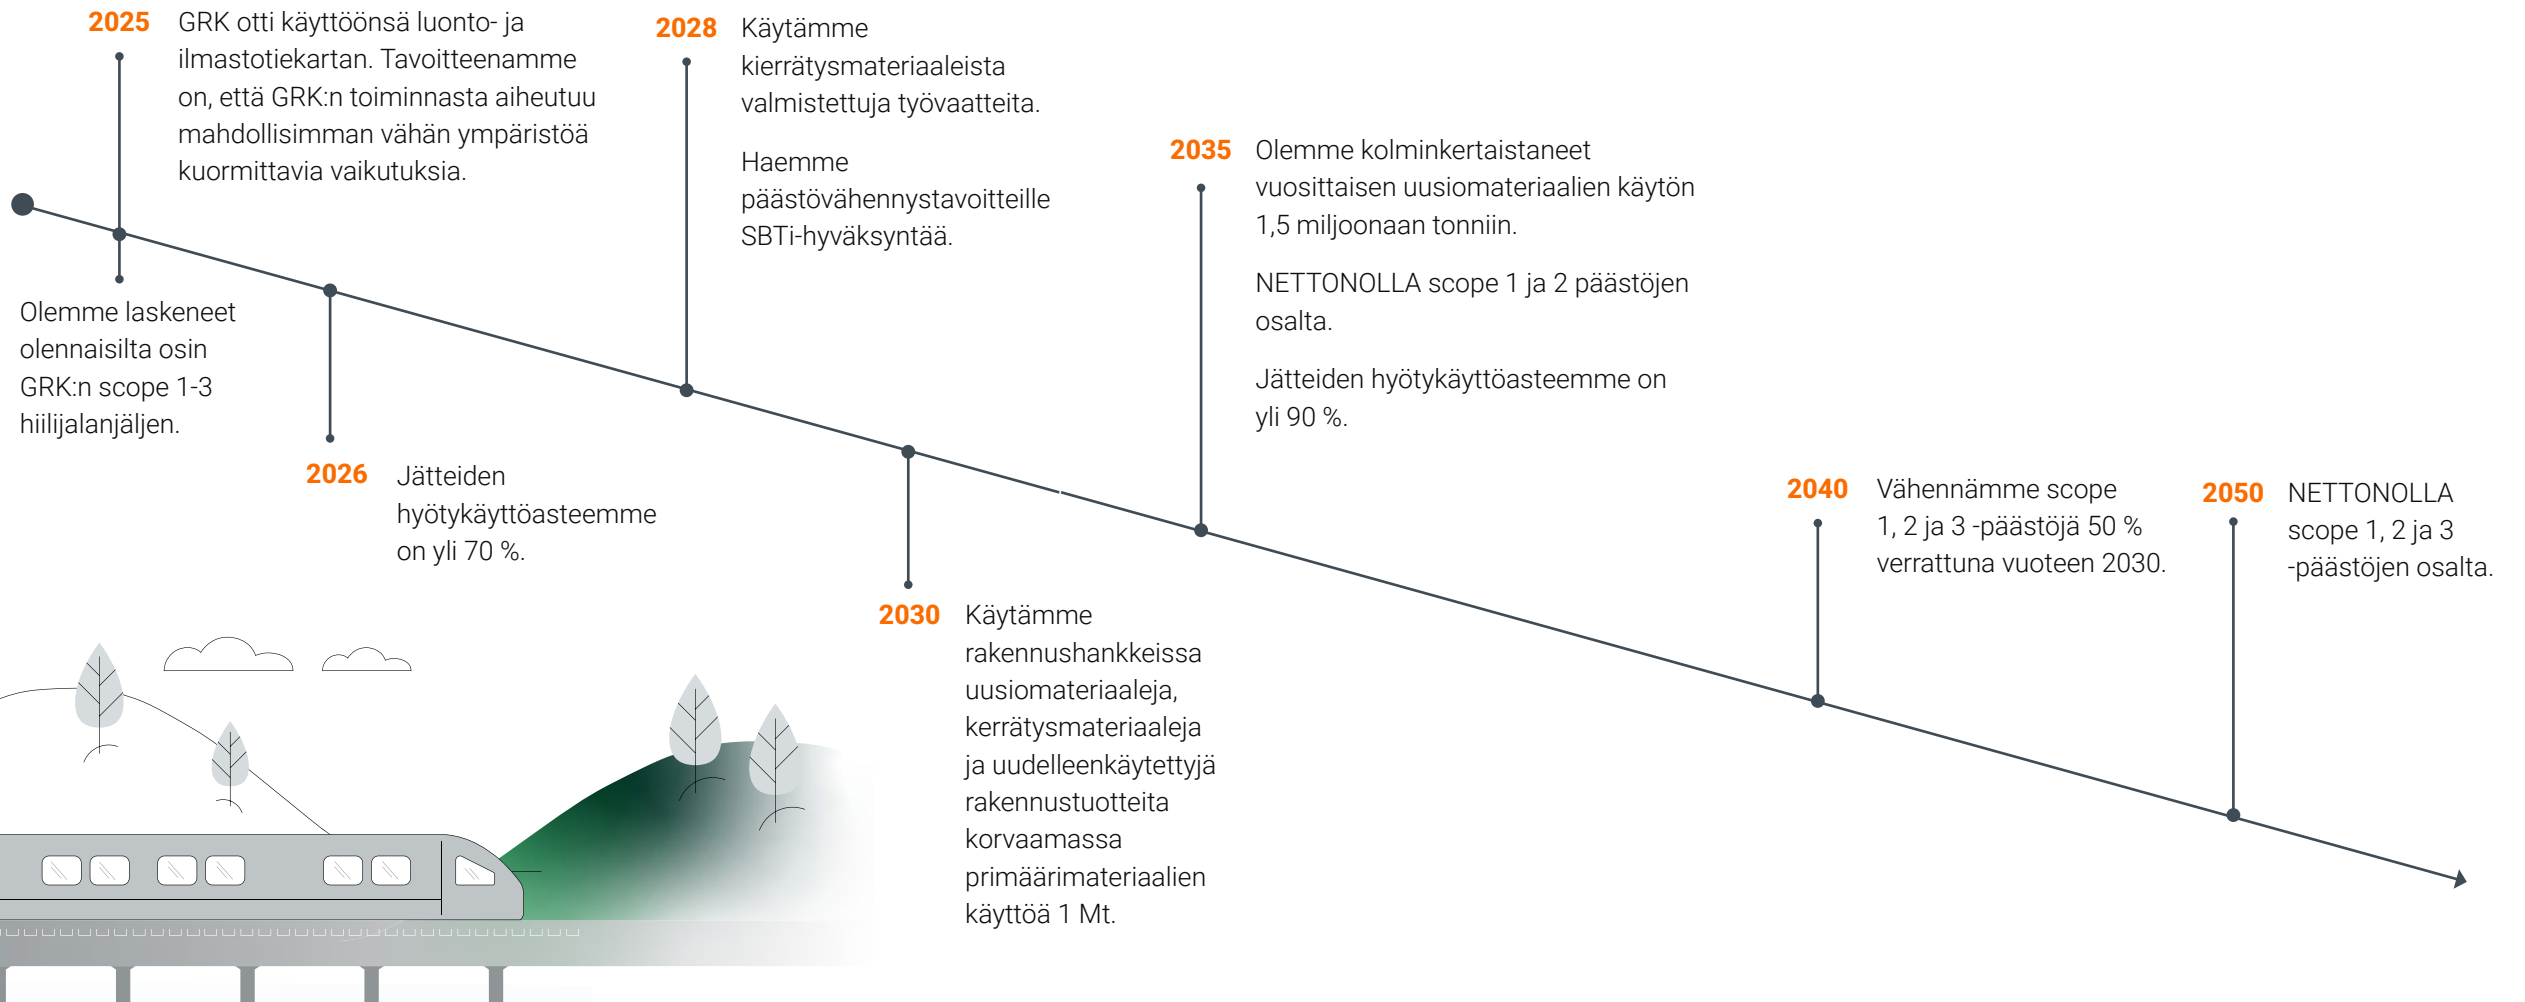 2025
GRK otti käyttöönsä luonto- ja
ilmastotiekartan. Tavoitteenamme
on, että GRK:n toiminnasta aiheutuu
mahdollisimman vähän ympäristöä
kuormittavia vaikutuksia.
Olemme laskeneet
olennaisilta osin
GRK:n scope 1-3
hiilijalanjäljen.
2026
Jätteiden
hyötykäyttöasteemme
on yli 70 %.
2028
Käytämme
kierrätysmateriaaleista
valmistettuja työvaatteita.
Haemme
päästövähennystavoitteille
SBTi-hyväksyntää.
2030
Käytämme
rakennushankkeissa
uusiomateriaaleja,
kerrätysmateriaaleja
ja uudelleenkäytettyjä
rakennustuotteita
korvaamassa
primäärimateriaalien
käyttöä 1 Mt.
2035
Olemme kolminkertaistaneet
vuosittaisen uusiomateriaalien käytön
1,5 miljoonaan tonniin.
NETTONOLLA scope 1 ja 2 päästöjen
osalta.
Jätteiden hyötykäyttöasteemme on
yli 90 %.
2040
Vähennämme scope
1, 2 ja 3 -päästöjä 50 %
verrattuna vuoteen 2030.
2050
NETTONOLLA
scope 1, 2 ja 3
-päästöjen osalta.